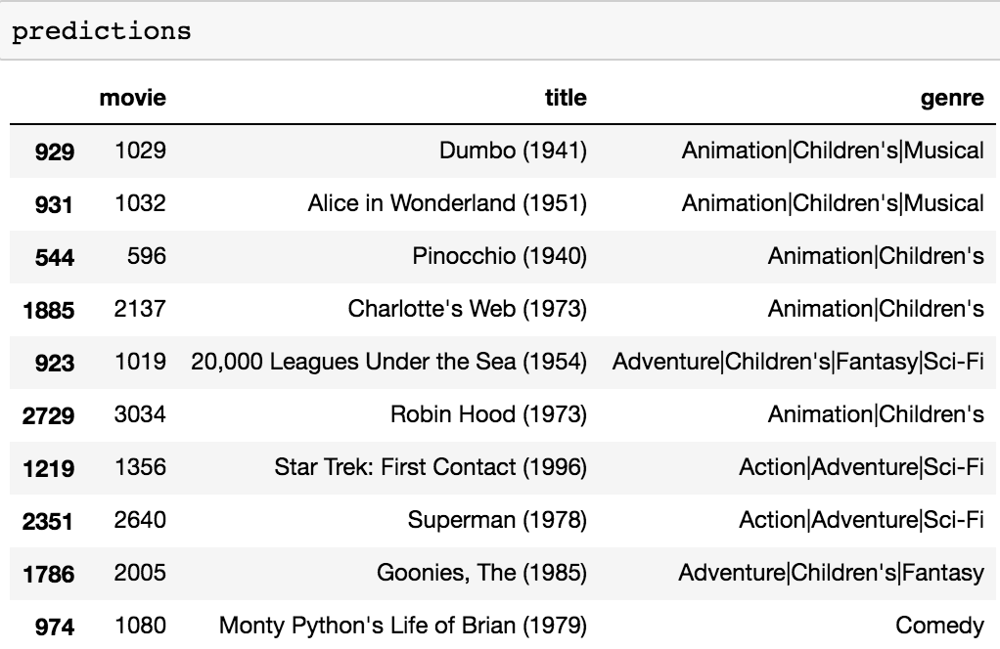 predictions
movie title genre
929 1029 Dumbo (1941) Animation|Children's|Musical
931 1032 Alice in Wonderland (1951) Animation|Children's|Musical
544 596 Pinocchio (1940) Animation|Children's
1885 2137 Charlotte's Web (1973) Animation|Children's
923 1019 20,000 Leagues Under the Sea (1954) Adventure|Children's|Fantasy|Sci-Fi
2729 3034 Robin Hood (1973) Animation|Children's
1219 1356 Star Trek: First Contact (1996) Action|Adventure|Sci-Fi
2351 2640 Superman (1978) Action|Adventure|Sci-Fi
1786 2005 Goonies, The (1985) Adventure|Children's|Fantasy
974 1080 Monty Python's Life of Brian (1979) Comedy